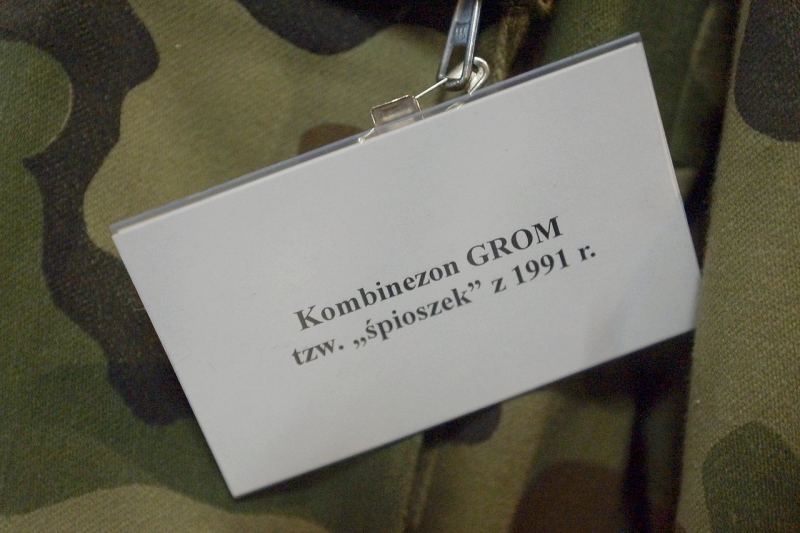 Kombinezon GROM
tzw. „śpioszek” z 1991 r.